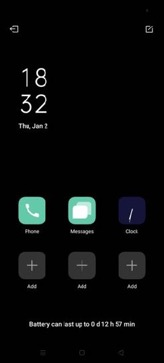 18
32
Thu, Jan 2
Phone Messages Clock
Add Add Add
Battery can last up to 0 d 12 h 57 min